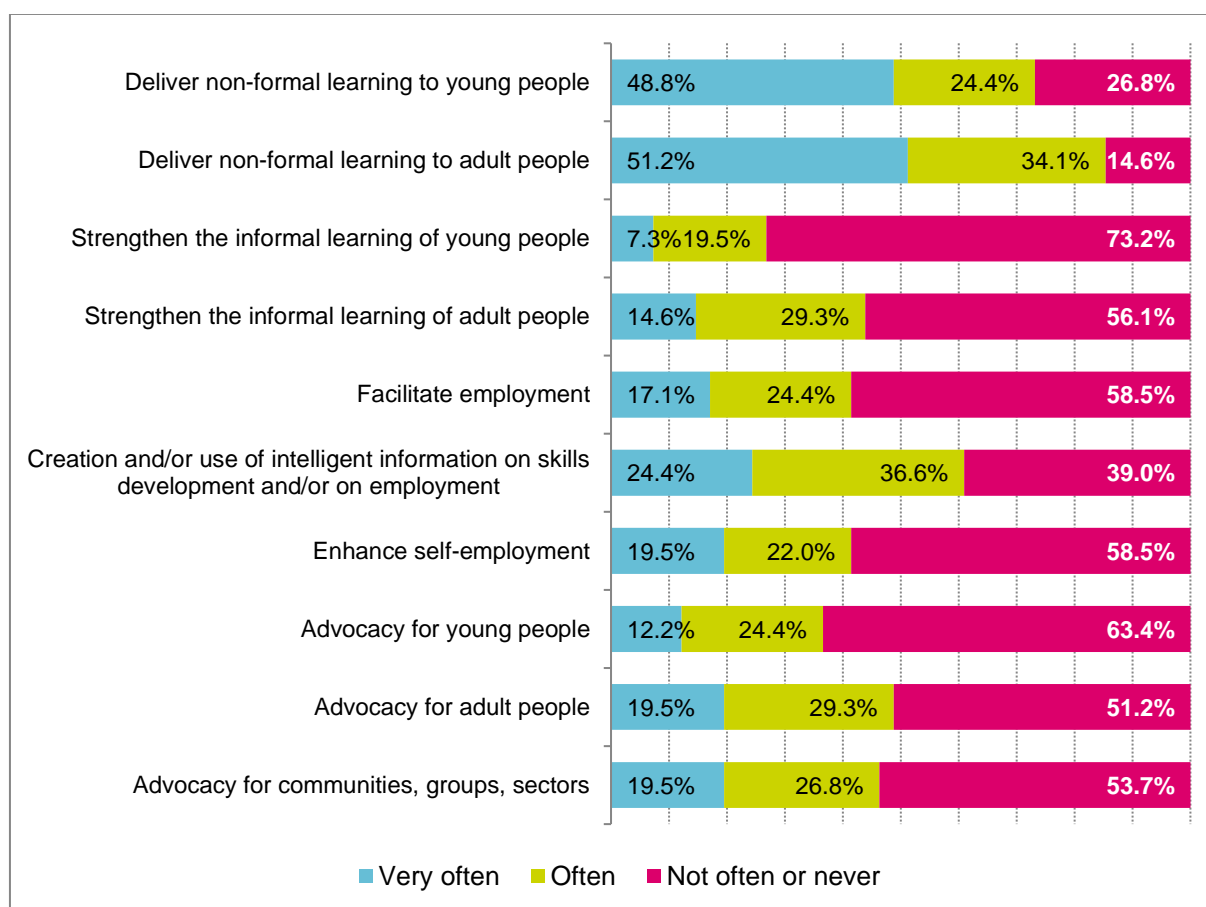 Deliver non-formal learning to young people 48.8% 24.4% 26.8%
Deliver non-formal learning to adult people 51.2% 34.1% 14.6%
Strengthen the informal learning of young people 7.3% 19.5% 73.2%
Strengthen the informal learning of adult people 14.6% 29.3% 56.1%
Facilitate employment 17.1% 24.4% 58.5%
Creation and/or use of intelligent information on skills
development and/or on employment 24.4% 36.6% 39.0%
Enhance self-employment 19.5% 22.0% 58.5%
Advocacy for young people 12.2% 24.4% 63.4%
Advocacy for adult people 19.5% 29.3% 51.2%
Advocacy for communities, groups, sectors 19.5% 26.8% 53.7%
Very often Often Not often or never